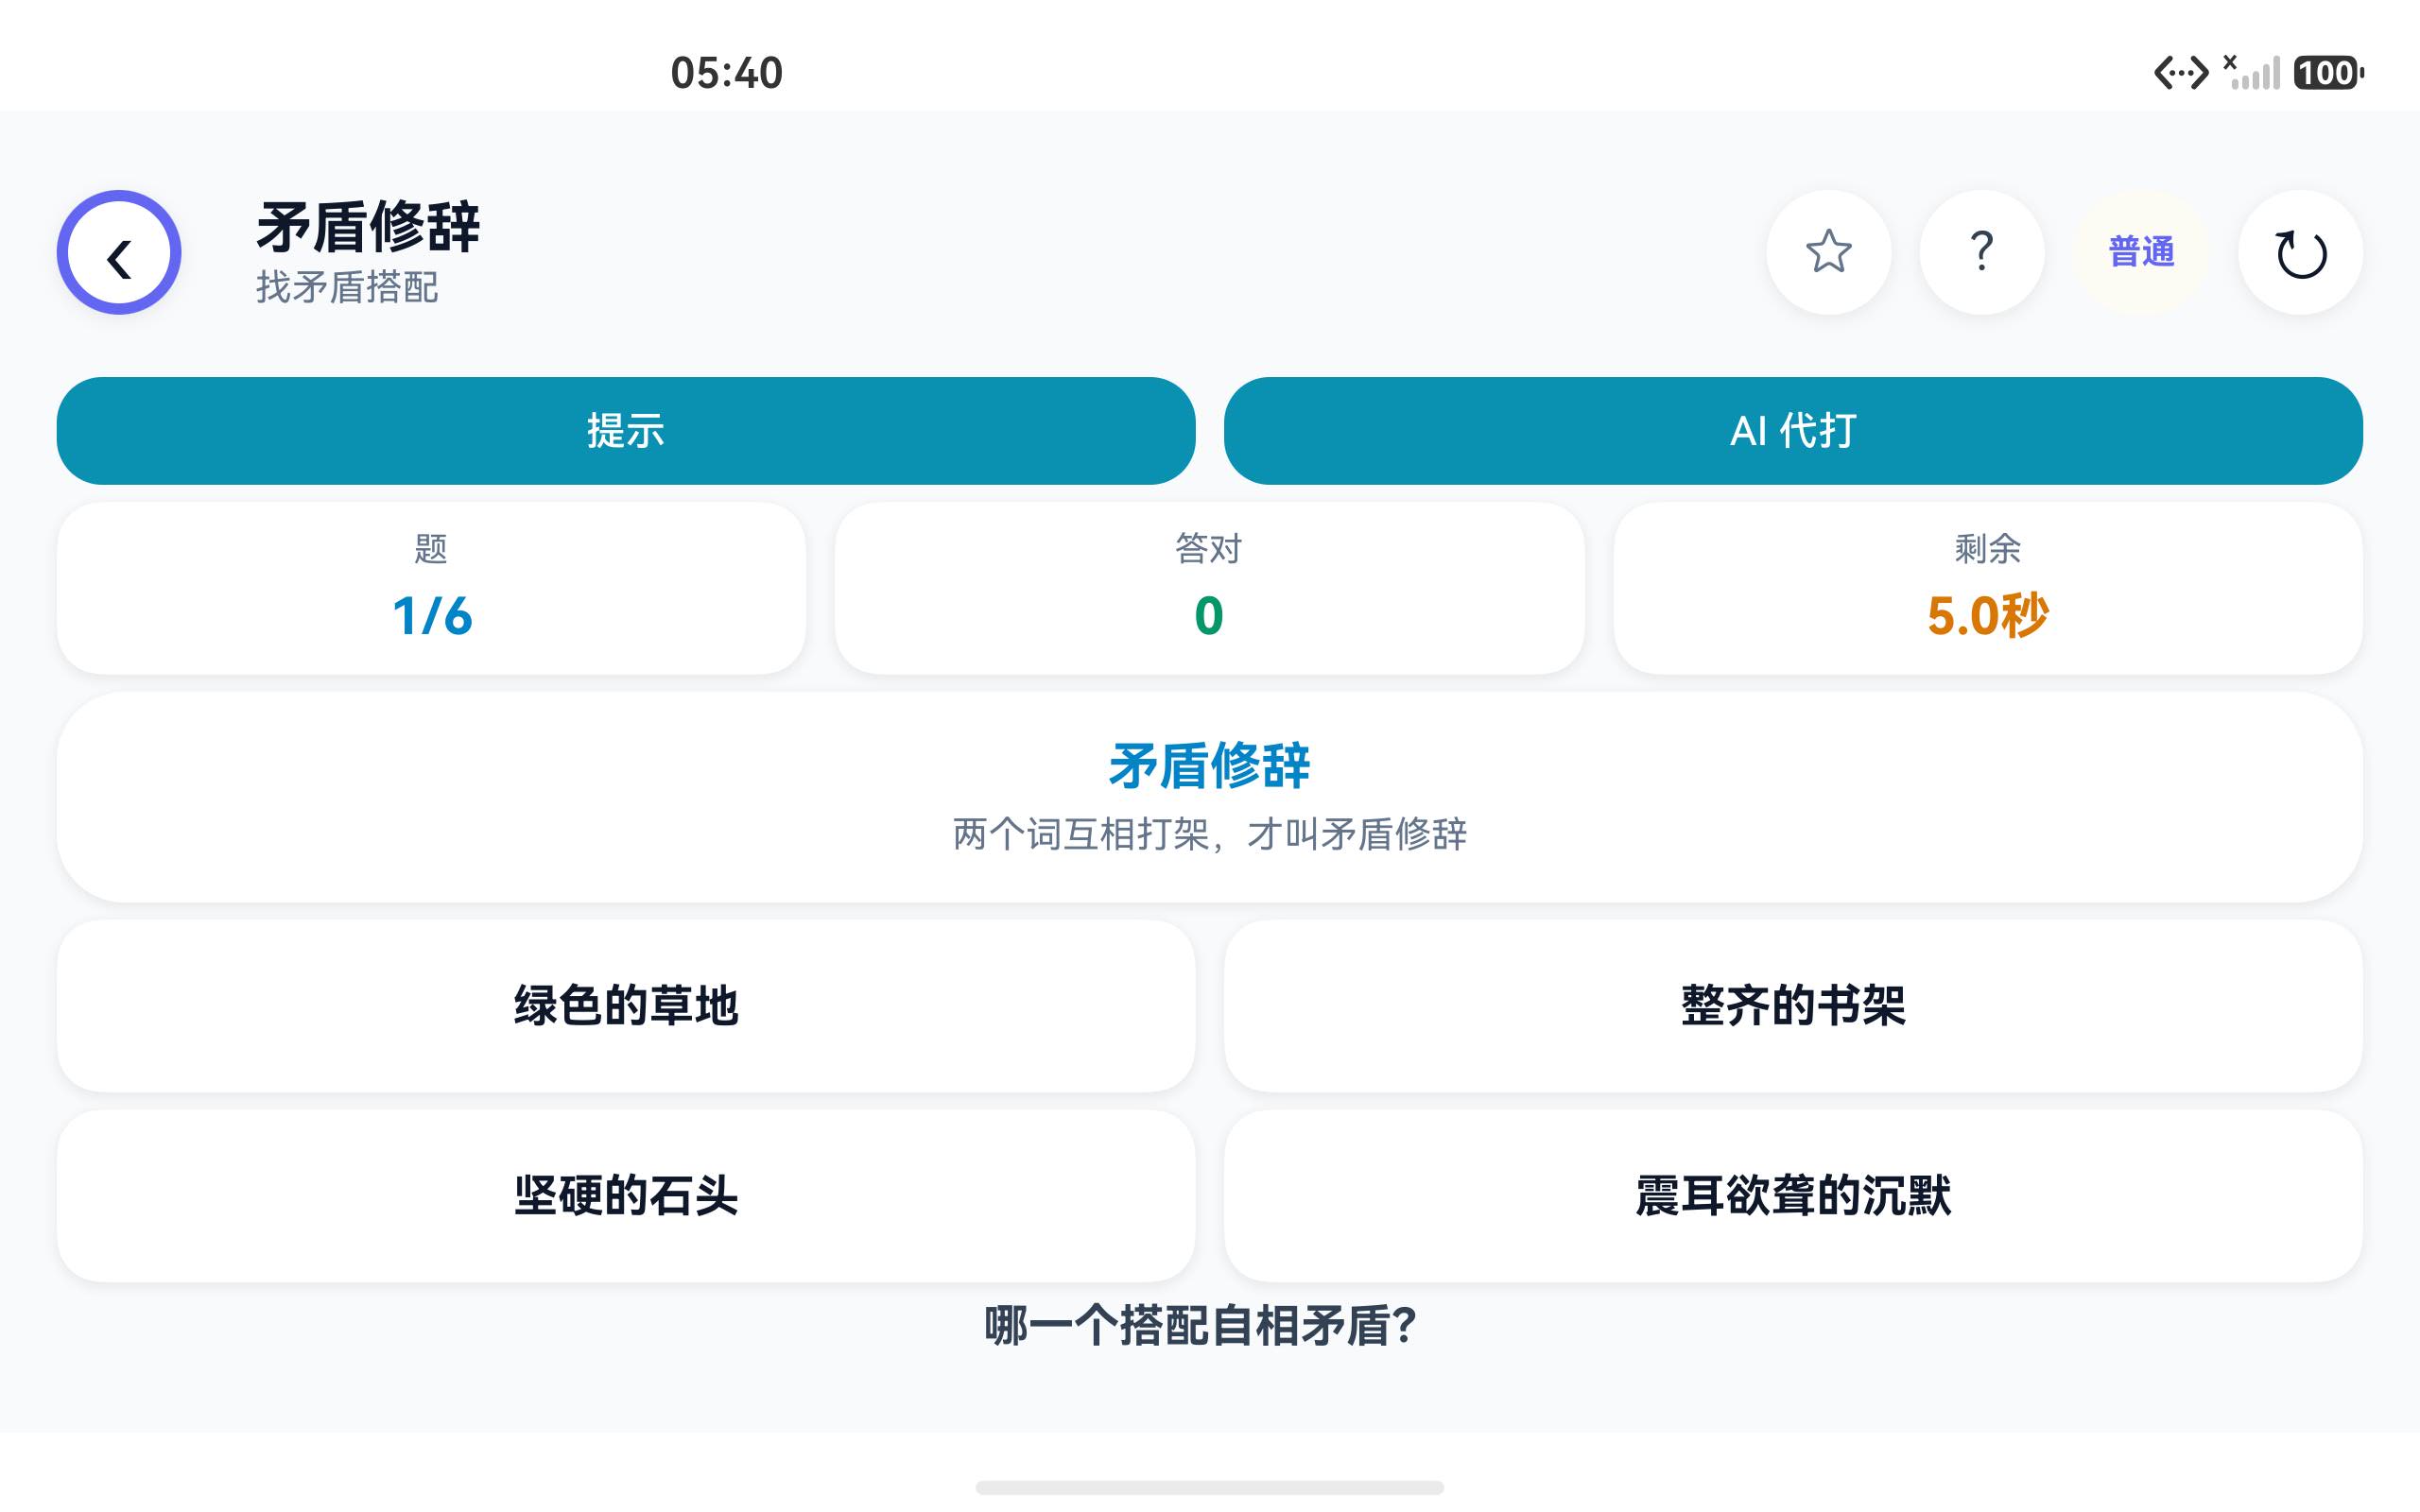 05:40
100
矛盾修辞
找矛盾搭配
?
普通
提示
AI 代打
题
1/6
答对
0
剩余
5.0秒
矛盾修辞
两个词互相打架，才叫矛盾修辞
绿色的草地
整齐的书架
坚硬的石头
震耳欲聋的沉默
哪一个搭配自相矛盾？